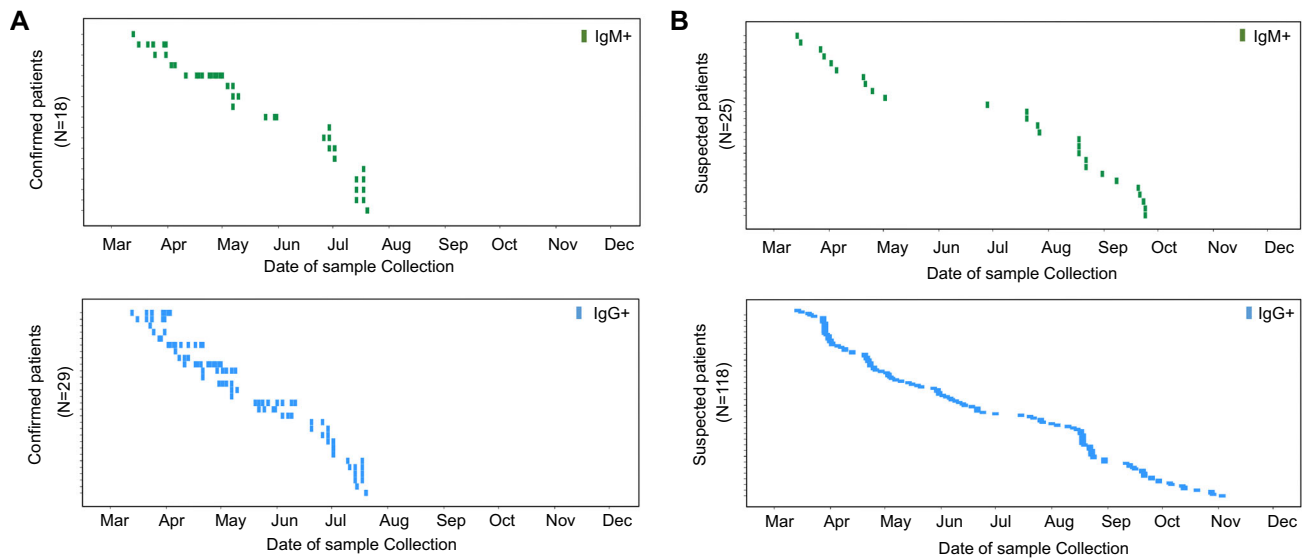 A
IgM+
Confirmed patients
(N=18)
Mar Apr May Jun Jul Aug Sep Oct Nov Dec
Date of sample Collection
IgG+
Confirmed patients
(N=29)
Mar Apr May Jun Jul Aug Sep Oct Nov Dec
Date of sample Collection
B
IgM+
Suspected patients
(N=25)
Mar Apr May Jun Jul Aug Sep Oct Nov Dec
Date of sample Collection
IgG+
Suspected patients
(N=118)
Mar Apr May Jun Jul Aug Sep Oct Nov Dec
Date of sample Collection